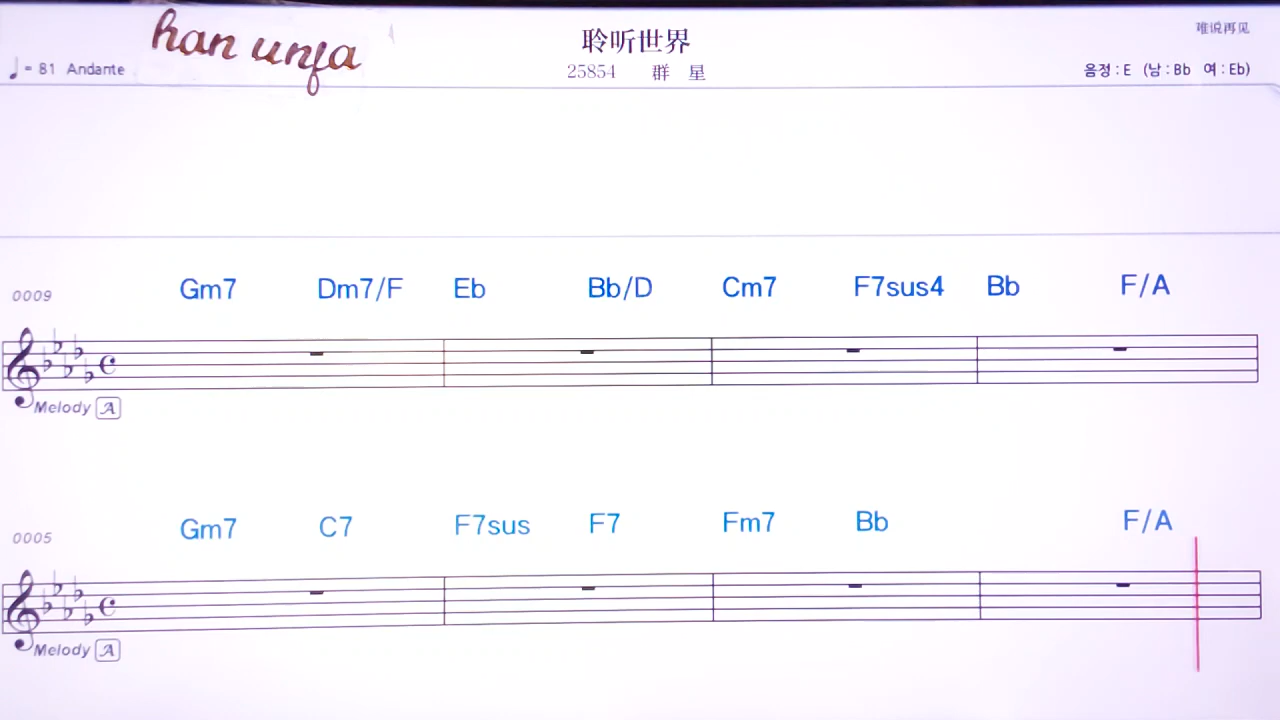 han unfa
聆听世界
难说再见
♩= 81 Andante
25854 群 星
음정 : E (남 : Bb 여 : Eb)
0009
Gm7 Dm7/F Eb Bb/D Cm7 F7sus4 Bb F/A
Melody A
0005
Gm7 C7 F7sus F7 Fm7 Bb F/A
Melody A